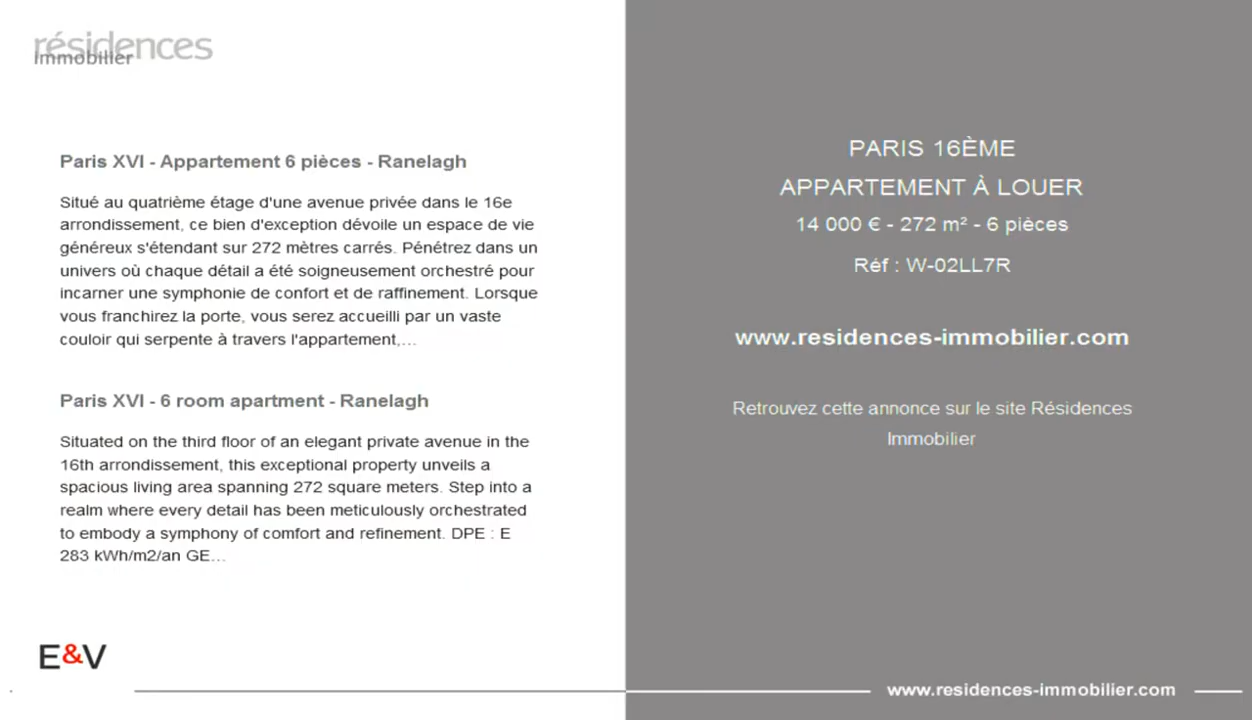 résidences
Immobilier
Paris XVI - Appartement 6 pièces - Ranelagh
Situé au quatrième étage d'une avenue privée dans le 16e
arrondissement, ce bien d'exception dévoile un espace de vie
généreux s'étendant sur 272 mètres carrés. Pénétrez dans un
univers où chaque détail a été soigneusement orchestré pour
incarner une symphonie de confort et de raffinement. Lorsque
vous franchirez la porte, vous serez accueilli par un vaste
couloir qui serpente à travers l'appartement,...
Paris XVI - 6 room apartment - Ranelagh
Situated on the third floor of an elegant private avenue in the
16th arrondissement, this exceptional property unveils a
spacious living area spanning 272 square meters. Step into a
realm where every detail has been meticulously orchestrated
to embody a symphony of comfort and refinement. DPE : E
283 kWh/m2/an GE...
E&V
PARIS 16ÈME
APPARTEMENT À LOUER
14 000 € - 272 m² - 6 pièces
Réf : W-02LL7R
www.residences-immobilier.com
Retrouvez cette annonce sur le site Résidences
Immobilier
www.residences-immobilier.com